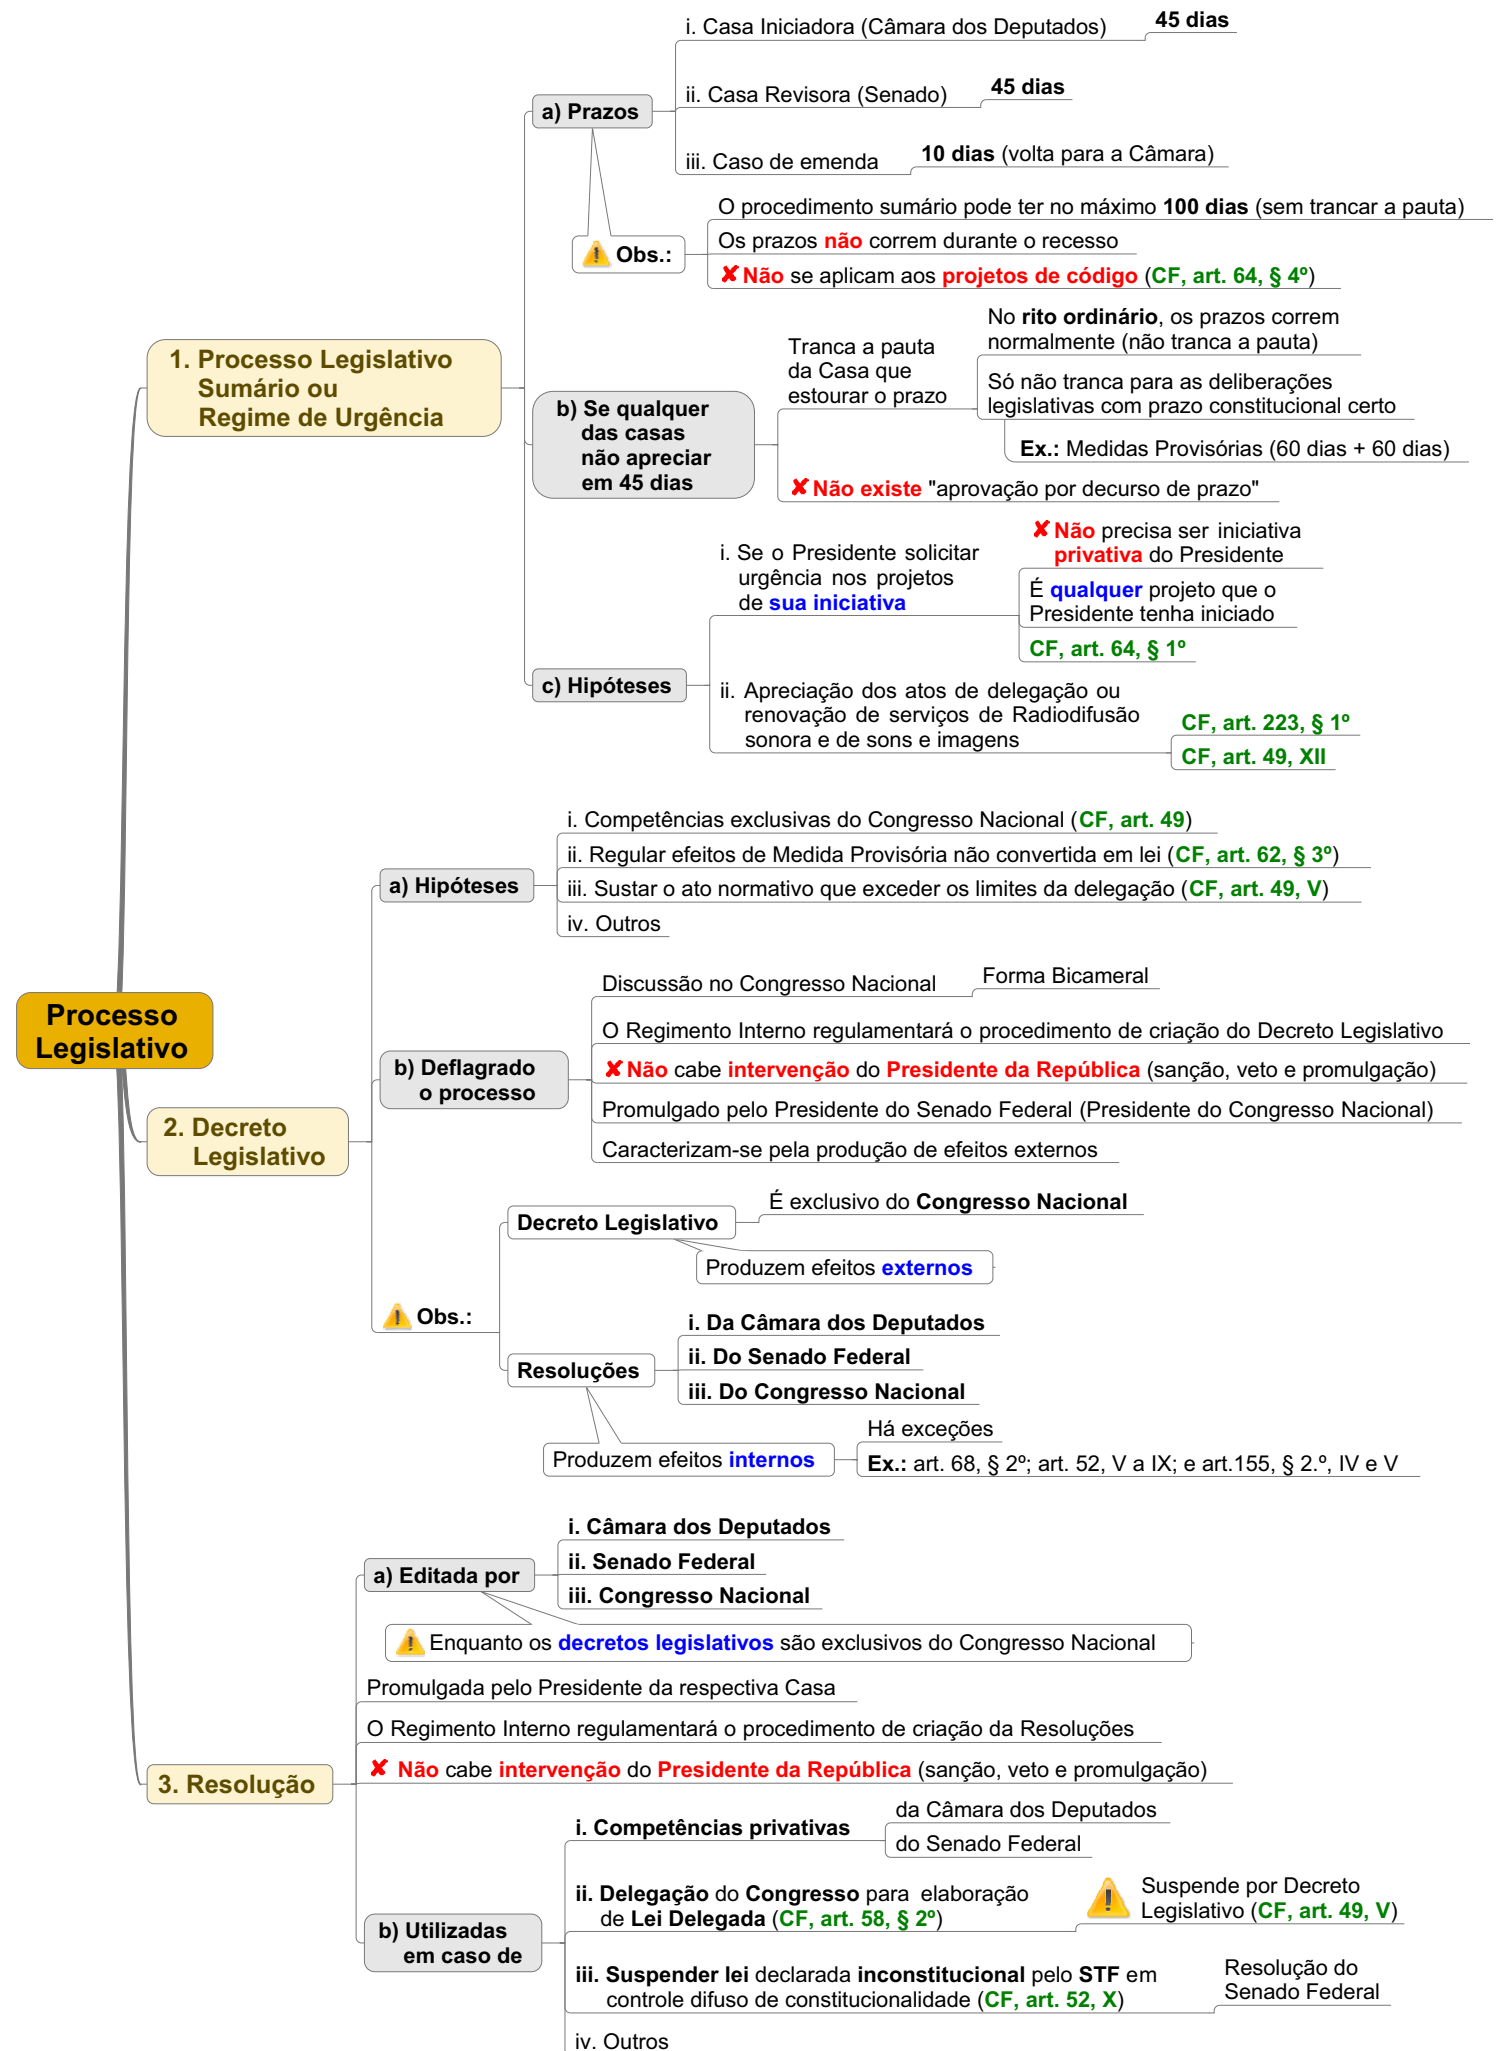 Processo
Legislativo
1. Processo Legislativo
Sumário ou
Regime de Urgência
a) Prazos
i. Casa Iniciadora (Câmara dos Deputados)
45 dias
ii. Casa Revisora (Senado)
45 dias
iii. Caso de emenda
10 dias (volta para a Câmara)
Obs.:
O procedimento sumário pode ter no máximo 100 dias (sem trancar a pauta)
Os prazos não correm durante o recesso
✘ Não se aplicam aos projetos de código (CF, art. 64, § 4º)
b) Se qualquer
das casas
não apreciar
em 45 dias
Tranca a pauta
da Casa que
estourar o prazo
No rito ordinário, os prazos correm
normalmente (não tranca a pauta)
Só não tranca para as deliberações
legislativas com prazo constitucional certo
Ex.: Medidas Provisórias (60 dias + 60 dias)
✘ Não existe "aprovação por decurso de prazo"
c) Hipóteses
i. Se o Presidente solicitar
urgência nos projetos
de sua iniciativa
✘ Não precisa ser iniciativa
privativa do Presidente
É qualquer projeto que o
Presidente tenha iniciado
CF, art. 64, § 1º
ii. Apreciação dos atos de delegação ou
renovação de serviços de Radiodifusão
sonora e de sons e imagens
CF, art. 223, § 1º
CF, art. 49, XII
2. Decreto
Legislativo
a) Hipóteses
i. Competências exclusivas do Congresso Nacional (CF, art. 49)
ii. Regular efeitos de Medida Provisória não convertida em lei (CF, art. 62, § 3º)
iii. Sustar o ato normativo que exceder os limites da delegação (CF, art. 49, V)
iv. Outros
b) Deflagrado
o processo
Discussão no Congresso Nacional
Forma Bicameral
O Regimento Interno regulamentará o procedimento de criação do Decreto Legislativo
✘ Não cabe intervenção do Presidente da República (sanção, veto e promulgação)
Promulgado pelo Presidente do Senado Federal (Presidente do Congresso Nacional)
Caracterizam-se pela produção de efeitos externos
Obs.:
Decreto Legislativo
É exclusivo do Congresso Nacional
Produzem efeitos externos
Resoluções
i. Da Câmara dos Deputados
ii. Do Senado Federal
iii. Do Congresso Nacional
Produzem efeitos internos
Há exceções
Ex.: art. 68, § 2º; art. 52, V a IX; e art.155, § 2.º, IV e V
3. Resolução
a) Editada por
i. Câmara dos Deputados
ii. Senado Federal
iii. Congresso Nacional
Enquanto os decretos legislativos são exclusivos do Congresso Nacional
Promulgada pelo Presidente da respectiva Casa
O Regimento Interno regulamentará o procedimento de criação da Resoluções
✘ Não cabe intervenção do Presidente da República (sanção, veto e promulgação)
b) Utilizadas
em caso de
i. Competências privativas
da Câmara dos Deputados
do Senado Federal
ii. Delegação do Congresso para elaboração
de Lei Delegada (CF, art. 58, § 2º)
Suspende por Decreto
Legislativo (CF, art. 49, V)
iii. Suspender lei declarada inconstitucional pelo STF em
controle difuso de constitucionalidade (CF, art. 52, X)
Resolução do
Senado Federal
iv. Outros